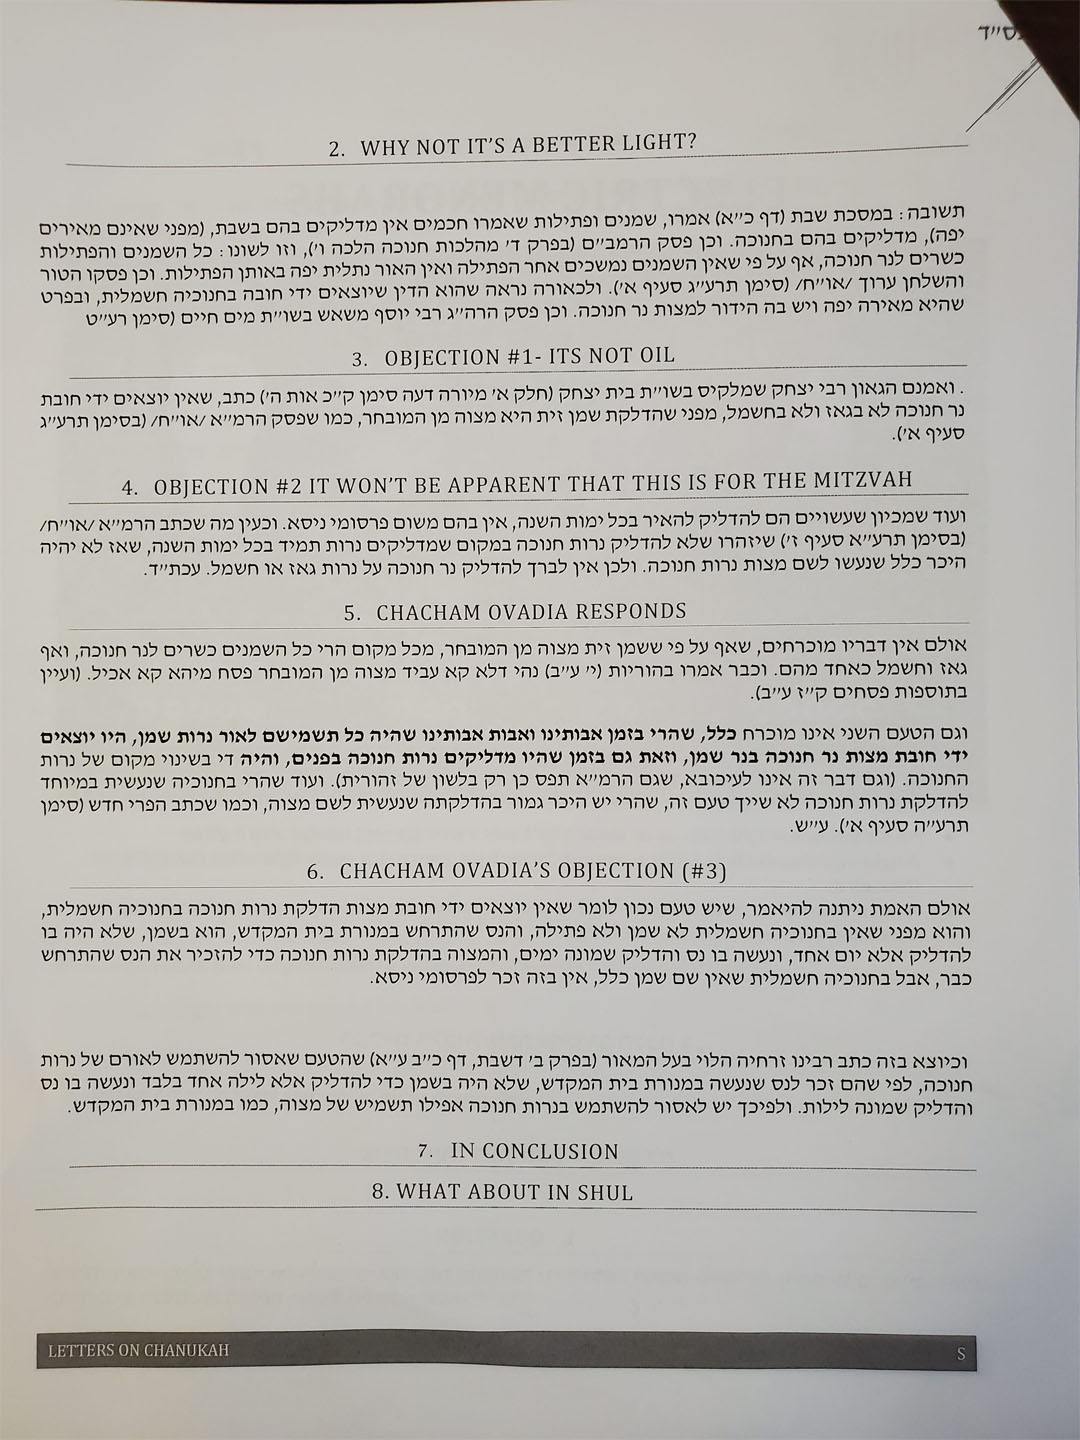 בס"ד
2. WHY NOT IT'S A BETTER LIGHT?
תשובה: במסכת שבת (דף כ"א) אמרו, שמנים ופתילות שאמרו חכמים אין מדליקים בהם בשבת, (מפני שאינם מאירים
יפה), מדליקים בהם בחנוכה. וכן פסק הרמב"ם (בפרק ד' מהלכות חנוכה הלכה ו'), וזו לשונו: כל השמנים והפתילות
כשרים לנר חנוכה, אף על פי שאין השמנים נמשכים אחר הפתילה ואין האור נתלית יפה באותן הפתילות. וכן פסקו הטור
והשלחן ערוך /או"ח/ (סימן תרע"ג סעיף א'). ולכאורה נראה שהוא הדין שיוצאים ידי חובה בחנוכיה חשמלית, ובפרט
שהיא מאירה יפה ויש בה הידור למצות נר חנוכה. וכן פסק הרה"ג רבי יוסף משאש בשו"ת מים חיים (סימן רע"ט
3. OBJECTION #1- ITS NOT OIL
. ואמנם הגאון רבי יצחק שמלקיס בשו"ת בית יצחק (חלק א' מיורה דעה סימן ק"כ אות ה') כתב, שאין יוצאים ידי חובת
נר חנוכה לא בגאז ולא בחשמל, מפני שהדלקת שמן זית היא מצוה מן המובחר, כמו שפסק הרמ"א /או"ח/ (בסימן תרע"ג
סעיף א').
4. OBJECTION #2 IT WON'T BE APPARENT THAT THIS IS FOR THE MITZVAH
ועוד שמכיון שעשויים הם להדליק להאיר בכל ימות השנה, אין בהם משום פרסומי ניסא. וכעין מה שכתב הרמ"א /או"ח/
(בסימן תרע"א סעיף ז') שיזהרו שלא להדליק נרות חנוכה במקום שמדליקים נרות תמיד בכל ימות השנה, שאז לא יהיה
היכר כלל שנעשו לשם מצות נרות חנוכה. ולכן אין לברך להדליק נר חנוכה על נרות גאז או חשמל. עכת"ד.
5. CHACHAM OVADIA RESPONDS
אולם אין דבריו מוכרחים, שאף על פי ששמן זית מצוה מן המובחר, מכל מקום הרי כל השמנים כשרים לנר חנוכה, ואף
גאז וחשמל כאחד מהם. וכבר אמרו בהוריות (י' ע"ב) נהי דלא קא עביד מצוה מן המובחר פסח מיהא קא אכיל. (ועיין
בתוספות פסחים ק"ז ע"ב).
וגם הטעם השני אינו מוכרח כלל, שהרי בזמן אבותינו ואבות אבותינו שהיה כל תשמישם לאור נרות שמן, היו יוצאים
ידי חובת מצות נר חנוכה בנר שמן, וזאת גם בזמן שהיו מדליקים נרות חנוכה בפנים, והיה די בשינוי מקום של נרות
החנוכה. (וגם דבר זה אינו לעיכובא, שגם הרמ"א תפס כן רק בלשון של זהורית). ועוד שהרי בחנוכיה שנעשית במיוחד
להדלקת נרות חנוכה לא שייך טעם זה, שהרי יש היכר גמור בהדלקתה שנעשית לשם מצוה, וכמו שכתב הפרי חדש (סימן
תרע"ה סעיף א'). ע"ש.
6. CHACHAM OVADIA'S OBJECTION (#3)
אולם האמת ניתנה להיאמר, שיש טעם נכון לומר שאין יוצאים ידי חובת מצות הדלקת נרות חנוכה בחנוכיה חשמלית,
והוא מפני שאין בחנוכיה חשמלית לא שמן ולא פתילה, והנס שהתרחש במנורת בית המקדש, הוא בשמן, שלא היה בו
להדליק אלא יום אחד, ונעשה בו נס והדליק שמונה ימים, והמצוה בהדלקת נרות חנוכה כדי להזכיר את הנס שהתרחש
כבר, אבל בחנוכיה חשמלית שאין שם שמן כלל, אין בזה זכר לפרסומי ניסא.
וכיוצא בזה כתב רבינו זרחיה הלוי בעל המאור (בפרק ב' דשבת, דף כ"ב ע"א) שהטעם שאסור להשתמש לאורם של נרות
חנוכה, לפי שהם זכר לנס שנעשה במנורת בית המקדש, שלא היה בשמן כדי להדליק אלא לילה אחד בלבד ונעשה בו נס
והדליק שמונה לילות. ולפיכך יש לאסור להשתמש בנרות חנוכה אפילו תשמיש של מצוה, כמו במנורת בית המקדש.
7. IN CONCLUSION
8. WHAT ABOUT IN SHUL
LETTERS ON CHANUKAH S